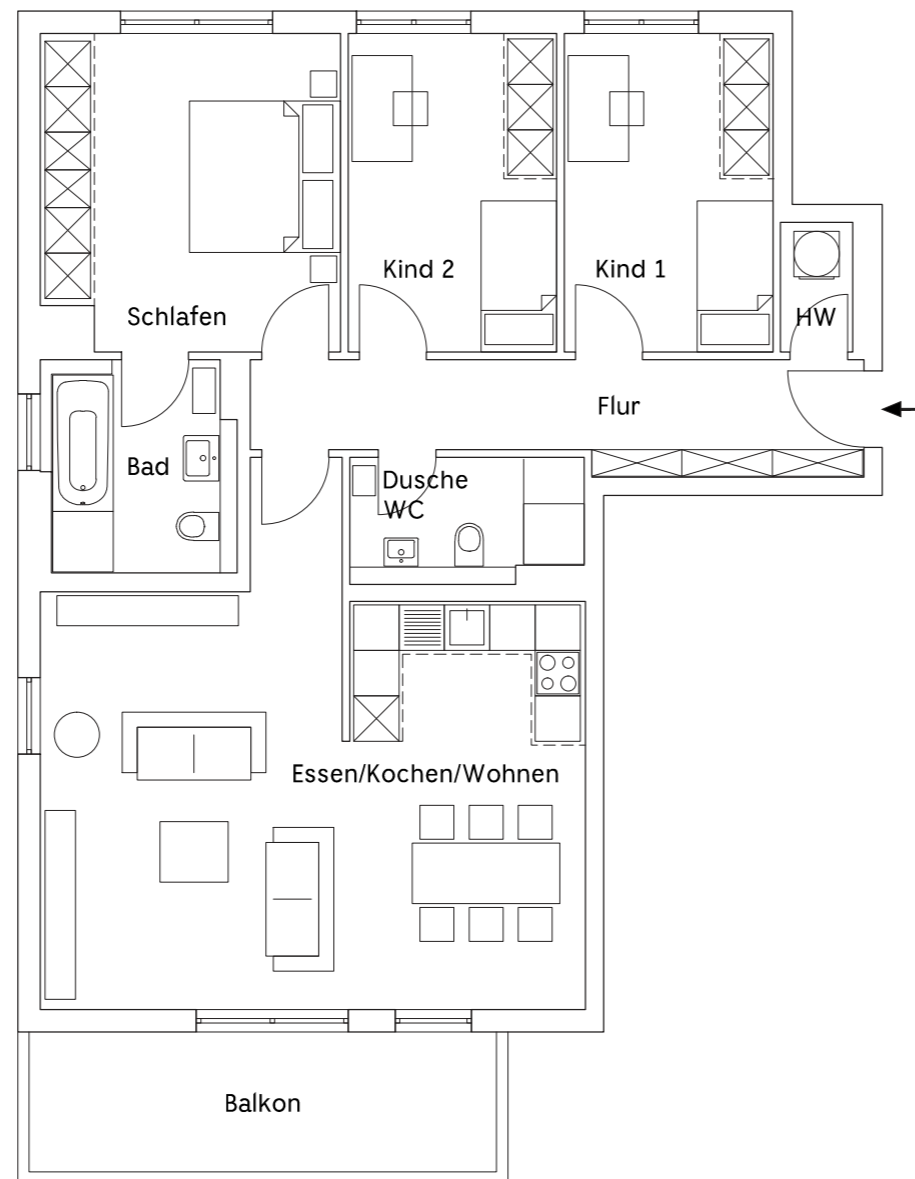 Kind 2
Kind 1
Schlafen
HW
Flur
Bad
Dusche
WC
Essen/Kochen/Wohnen
Balkon